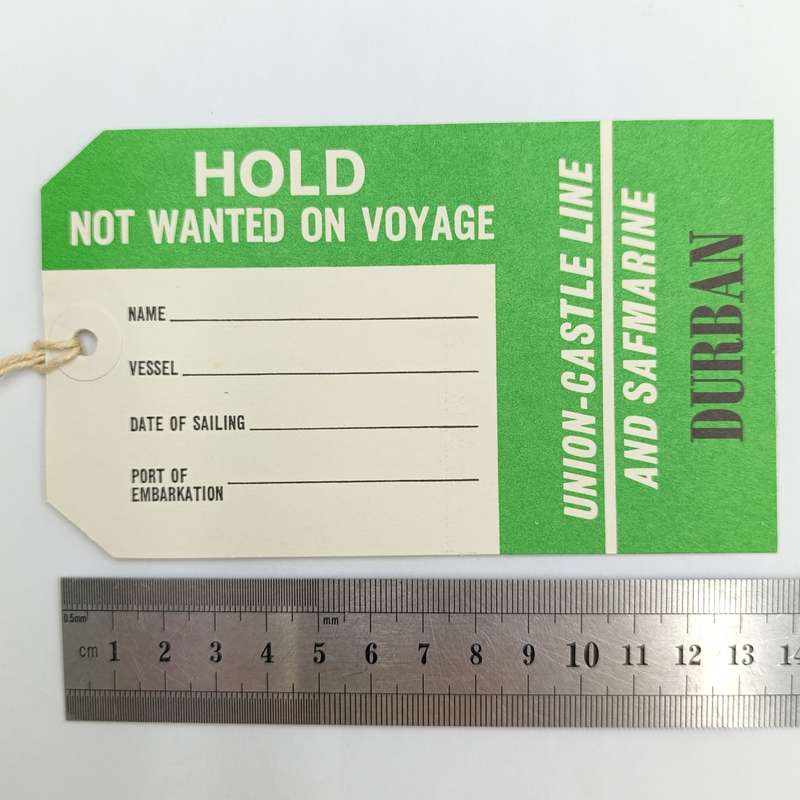 HOLD
NOT WANTED ON VOYAGE
NAME
VESSEL
DATE OF SAILING
PORT OF
EMBARKATION
UNION-CASTLE LINE
AND SAFMARINE
DURBAN
0.5mm
mm
cm 1 2 3 4 5 6 7 8 9 10 11 12 13 14